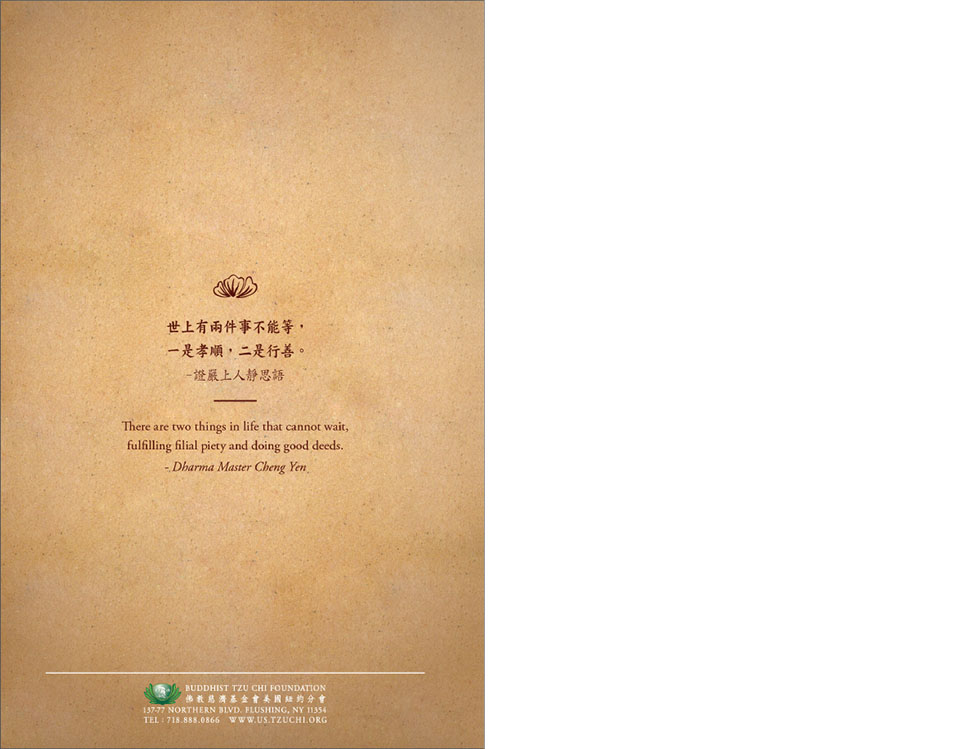 世上有兩件事不能等，
一是孝順，二是行善。
-證嚴上人靜思語
There are two things in life that cannot wait,
fulfilling filial piety and doing good deeds.
- Dharma Master Cheng Yen
BUDDHIST TZU CHI FOUNDATION
佛教慈濟基金會美國紐約分會
137-77 NORTHERN BLVD. FLUSHING, NY 11354
TEL : 718.888.0866 WWW.US.TZUCHI.ORG